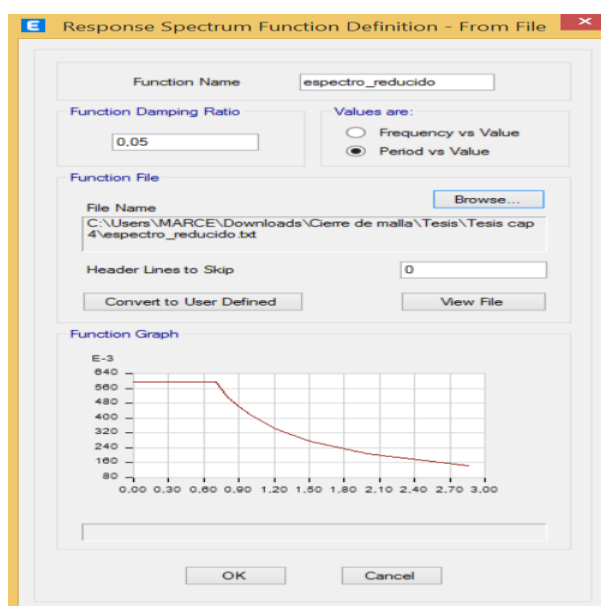 E Response Spectrum Function Definition - From File
Function Name espectro_reducido
Function Damping Ratio
0,05
Values are:
Frequency vs Value
Period vs Value
Function File
Browse...
File Name
C:\Users\MARCE\Downloads\Cierre de malla\Tesis\Tesis cap
4\espectro_reducido.txt
Header Lines to Skip 0
Convert to User Defined View File
Function Graph
E-3
640
560
480
400
320
240
160
80
0,00 0,30 0,60 0,90 1,20 1,50 1,80 2,10 2,40 2,70 3,00
OK Cancel